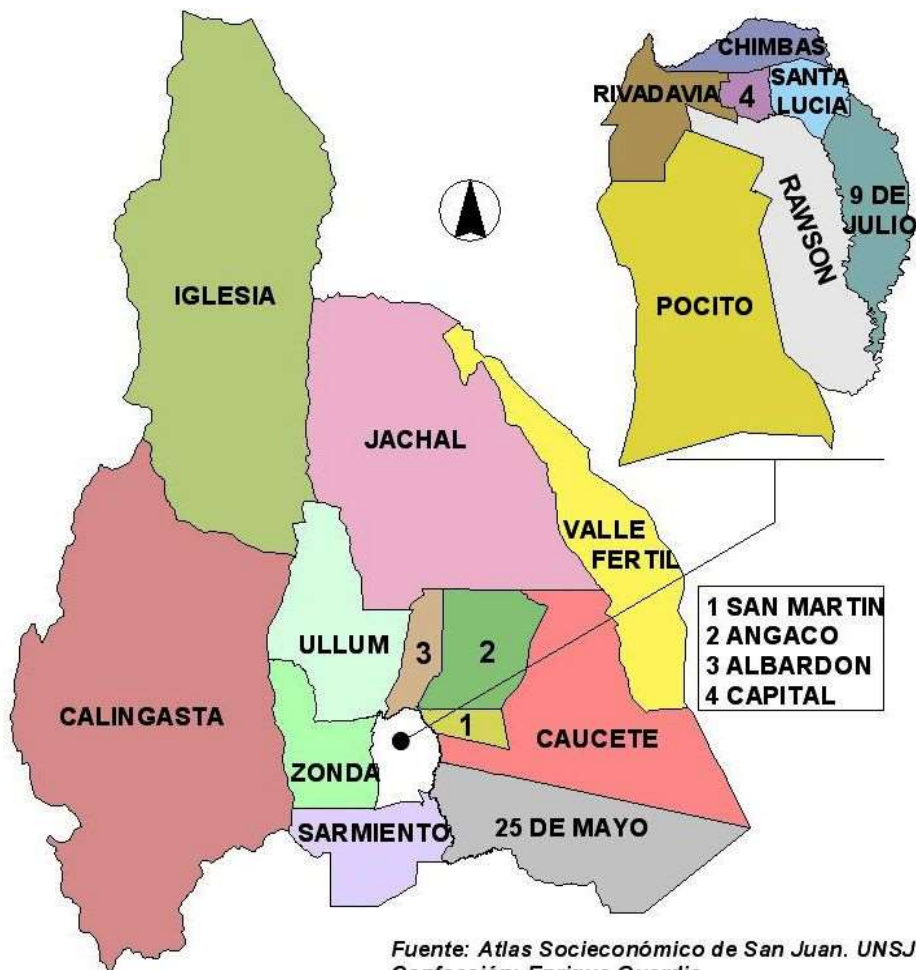 CHIMBAS
RIVADAVIA
4
SANTA
LUCIA
RAWSON
9 DE
JULIO
POCITO
IGLESIA
JACHAL
VALLE
FERTIL
ULLUM
3
2
1
CALINGASTA
ZONDA
CAUCETE
SARMIENTO
25 DE MAYO
1 SAN MARTIN
2 ANGACO
3 ALBARDON
4 CAPITAL
Fuente: Atlas Socieconómico de San Juan. UNSJ